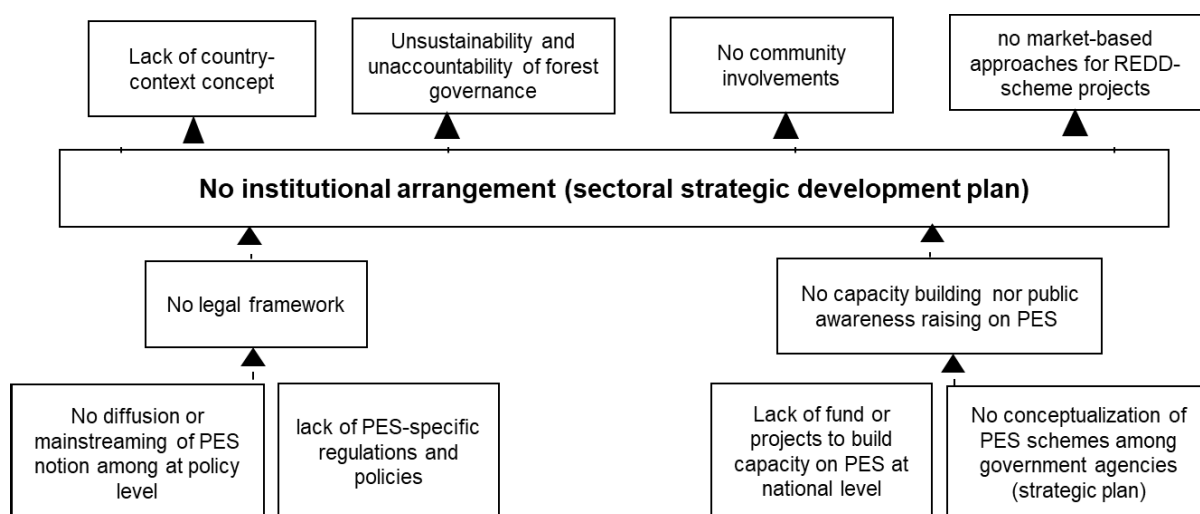 Lack of country-
context concept
Unsustainability and
unaccountability of forest
governance
No community
involvements
no market-based
approaches for REDD-
scheme projects
No institutional arrangement (sectoral strategic development plan)
No legal framework
No capacity building nor public
awareness raising on PES
No diffusion or
mainstreaming of PES
notion among at policy
level
lack of PES-specific
regulations and
policies
Lack of fund or
projects to build
capacity on PES at
national level
No conceptualization of
PES schemes among
government agencies
(strategic plan)